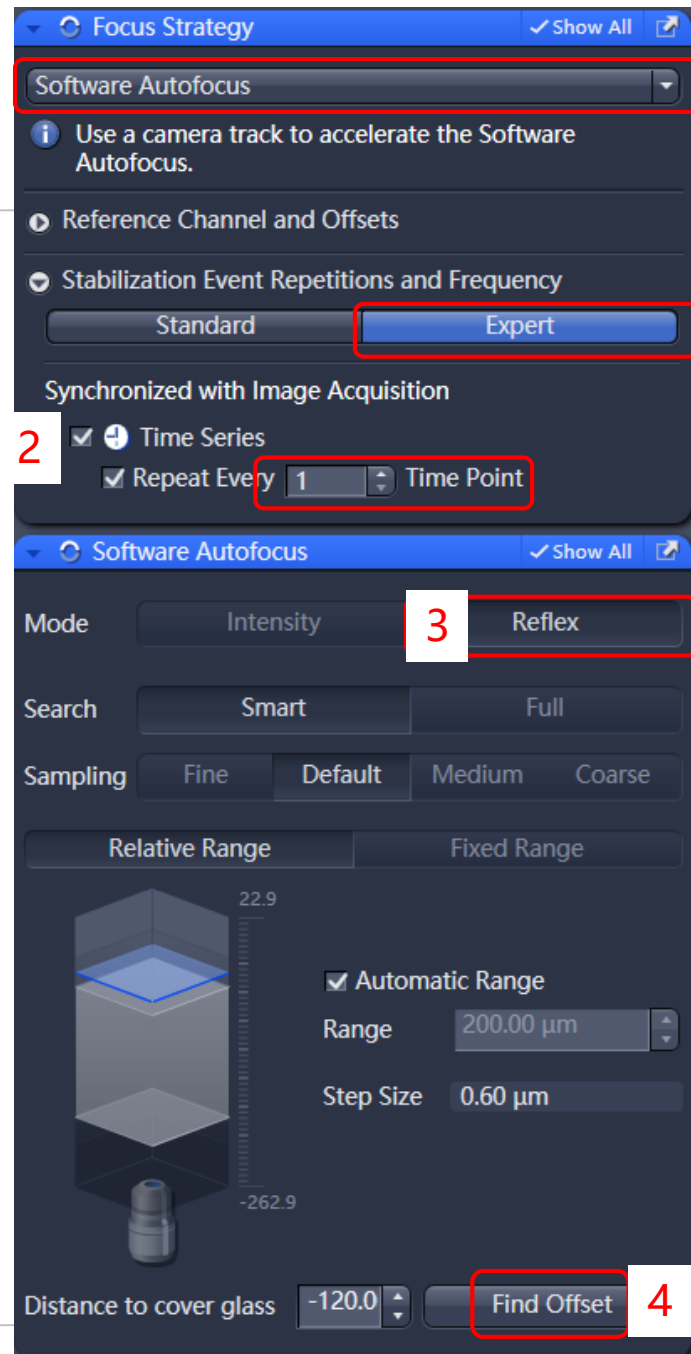 Focus Strategy ✓ Show All
Software Autofocus
Use a camera track to accelerate the Software
Autofocus.
Reference Channel and Offsets
Stabilization Event Repetitions and Frequency
Standard Expert
Synchronized with Image Acquisition
2 Time Series
Repeat Every 1 Time Point
Software Autofocus ✓ Show All
Mode Intensity 3 Reflex
Search Smart Full
Sampling Fine Default Medium Coarse
Relative Range Fixed Range
22.9
Automatic Range
Range 200.00 µm
Step Size 0.60 µm
-262.9
Distance to cover glass -120.0 Find Offset 4